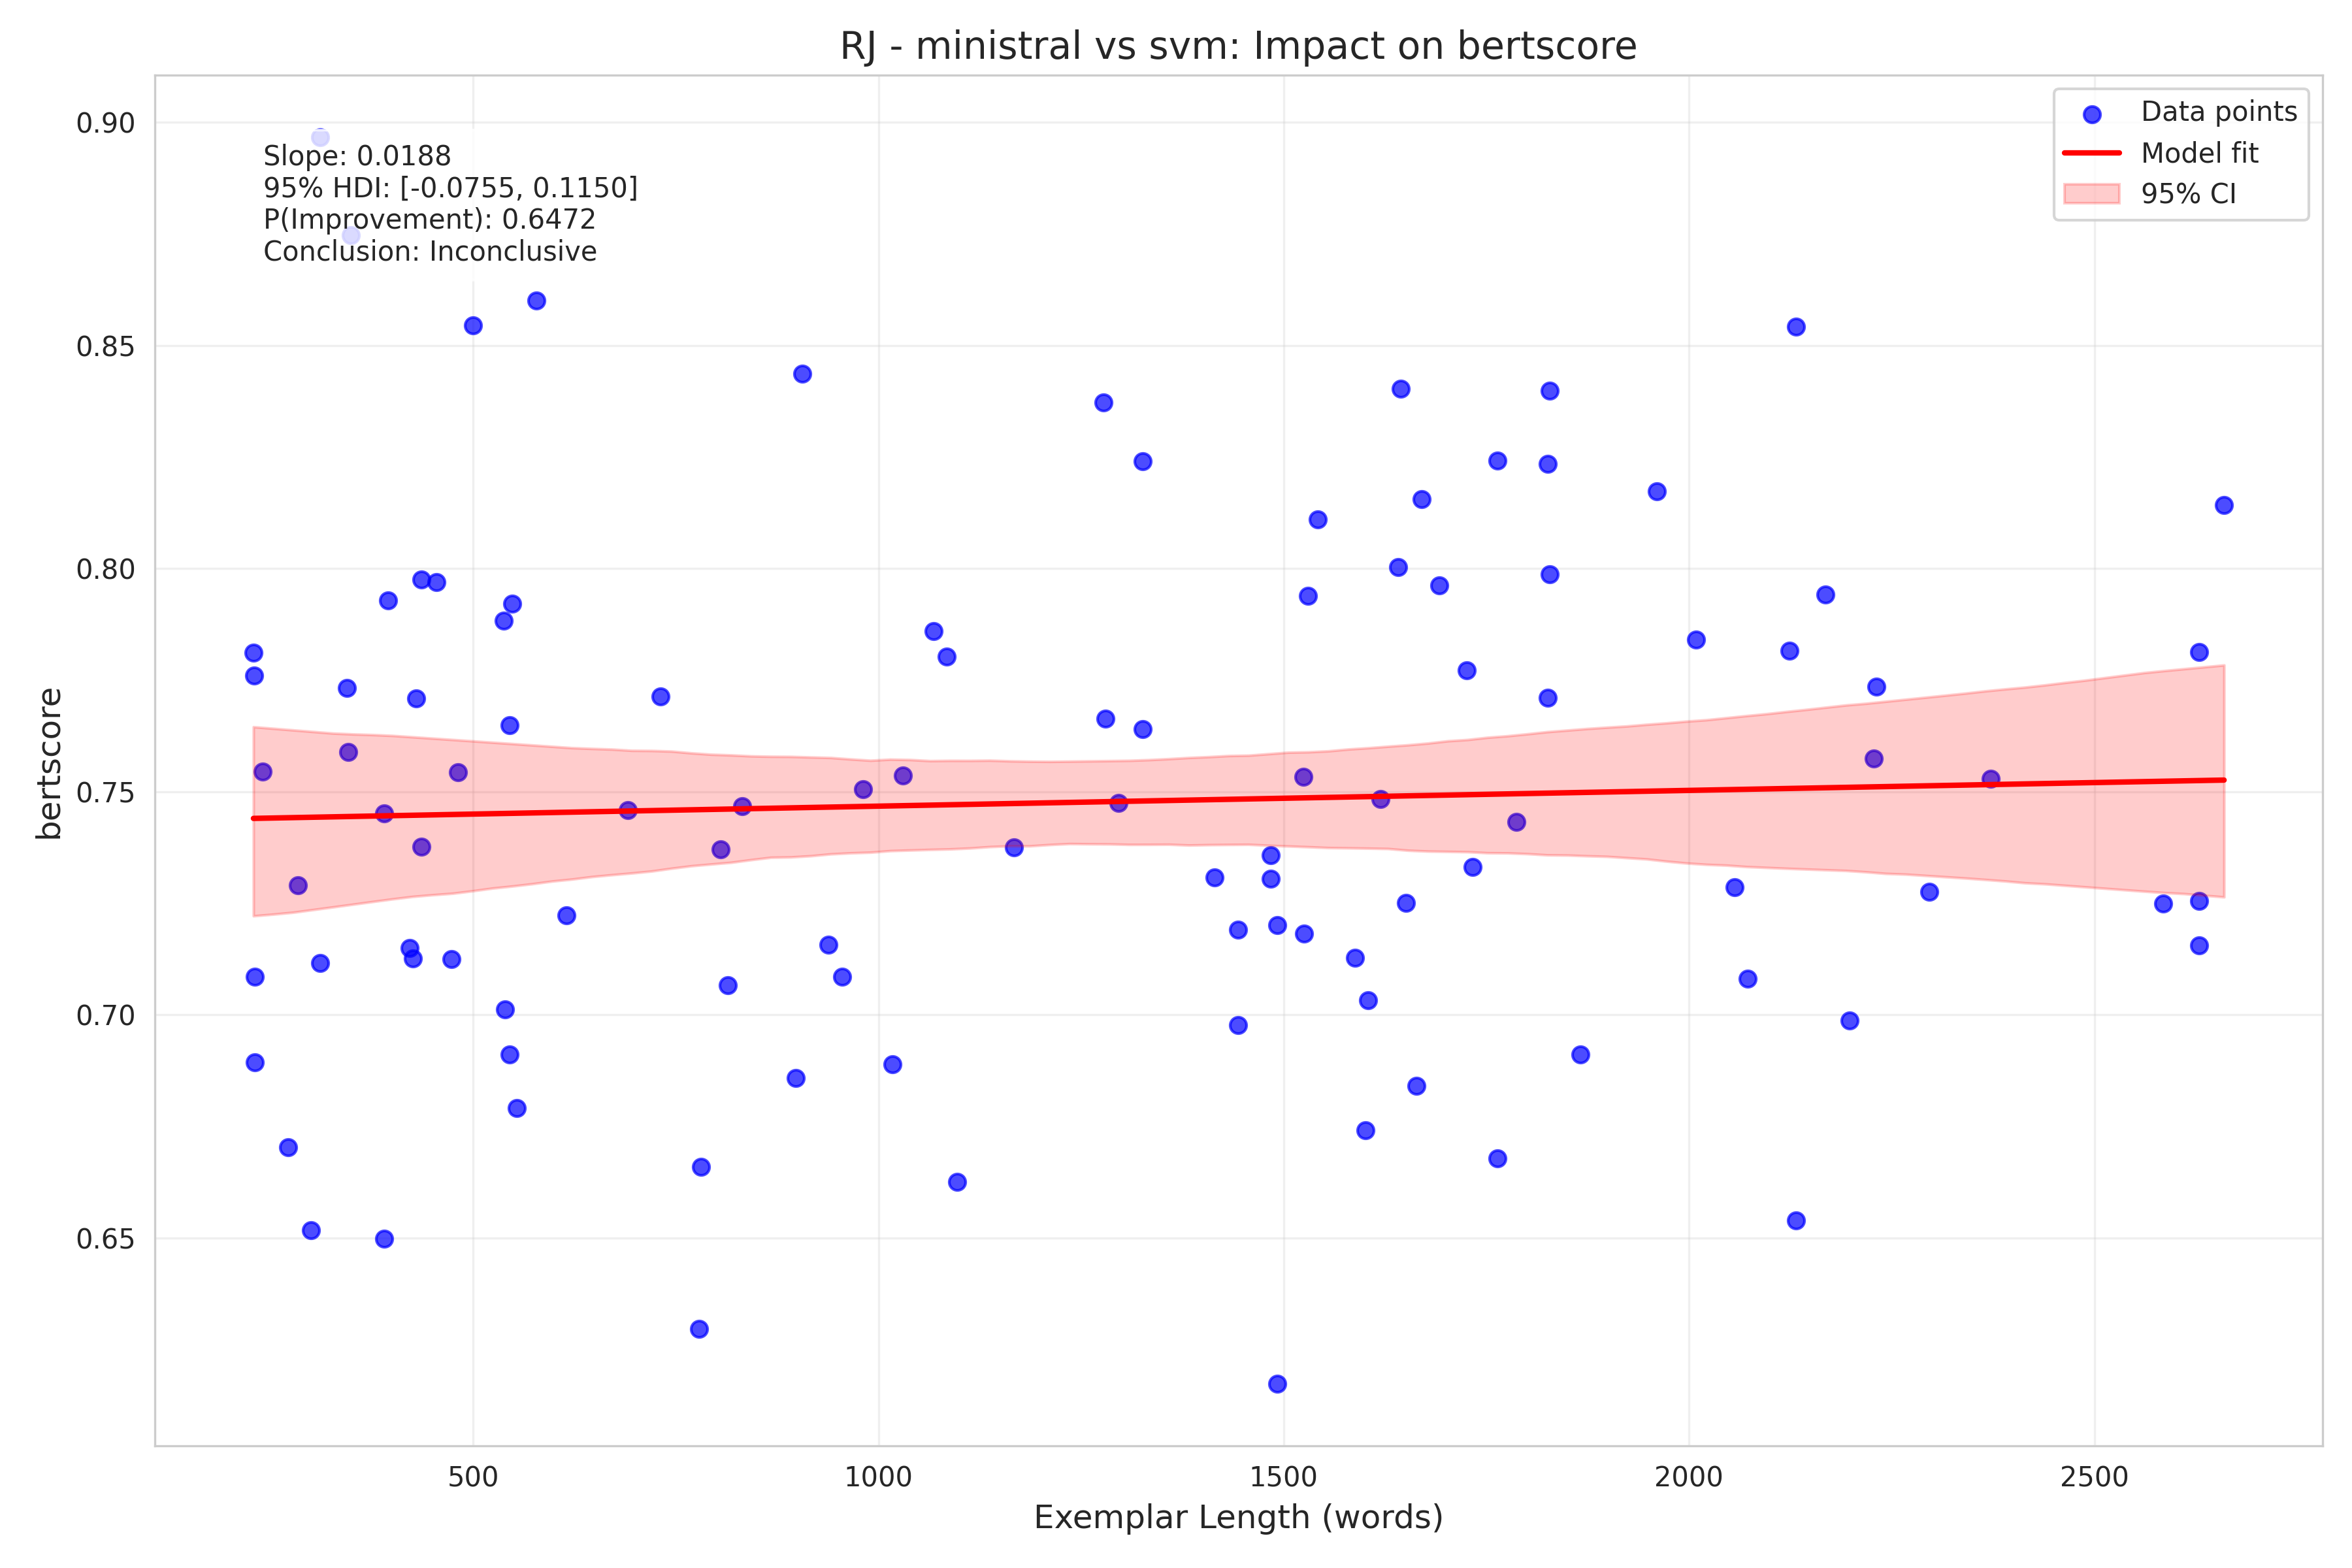 RJ - ministral vs svm: Impact on bertscore
Slope: 0.0188
95% HDI: [-0.0755, 0.1150]
P(Improvement): 0.6472
Conclusion: Inconclusive
Data points
Model fit
95% CI
bertscore
0.90
0.85
0.80
0.75
0.70
0.65
500
1000
1500
2000
2500
Exemplar Length (words)